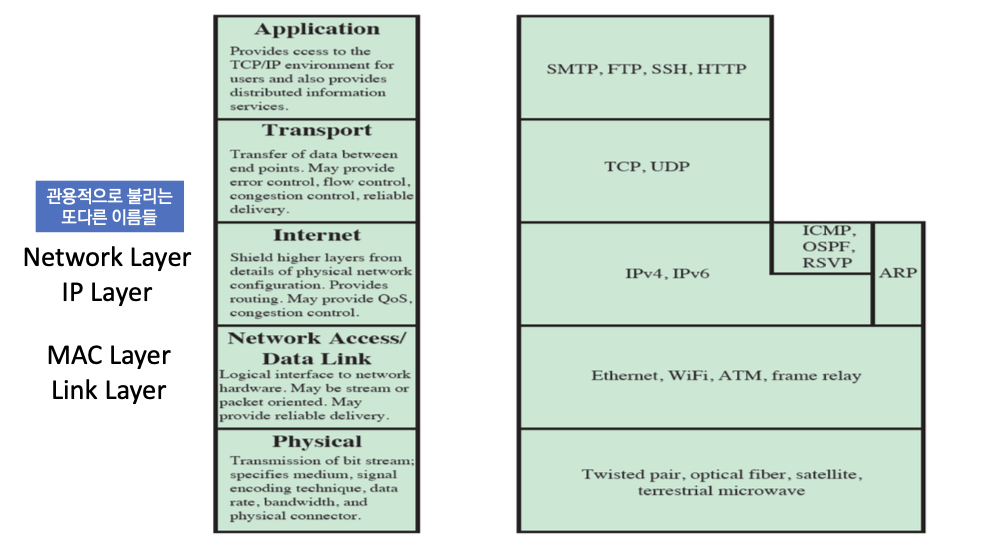 Application
Provides ccess to the
TCP/IP environment for
users and also provides
distributed information
services.
SMTP, FTP, SSH, HTTP
Transport
Transfer of data between
end points. May provide
error control, flow control,
congestion control, reliable
delivery.
TCP, UDP
관용적으로 불리는
또다른 이름들
Network Layer
IP Layer
Internet
Shield higher layers from
details of physical network
configuration. Provides
routing. May provide QoS,
congestion control.
IPv4, IPv6
ICMP,
OSPF,
RSVP
ARP
MAC Layer
Link Layer
Network Access/
Data Link
Logical interface to network
hardware. May be stream or
packet oriented. May
provide reliable delivery.
Ethernet, WiFi, ATM, frame relay
Physical
Transmission of bit stream;
specifies medium, signal
encoding technique, data
rate, bandwidth, and
physical connector.
Twisted pair, optical fiber, satellite,
terrestrial microwave